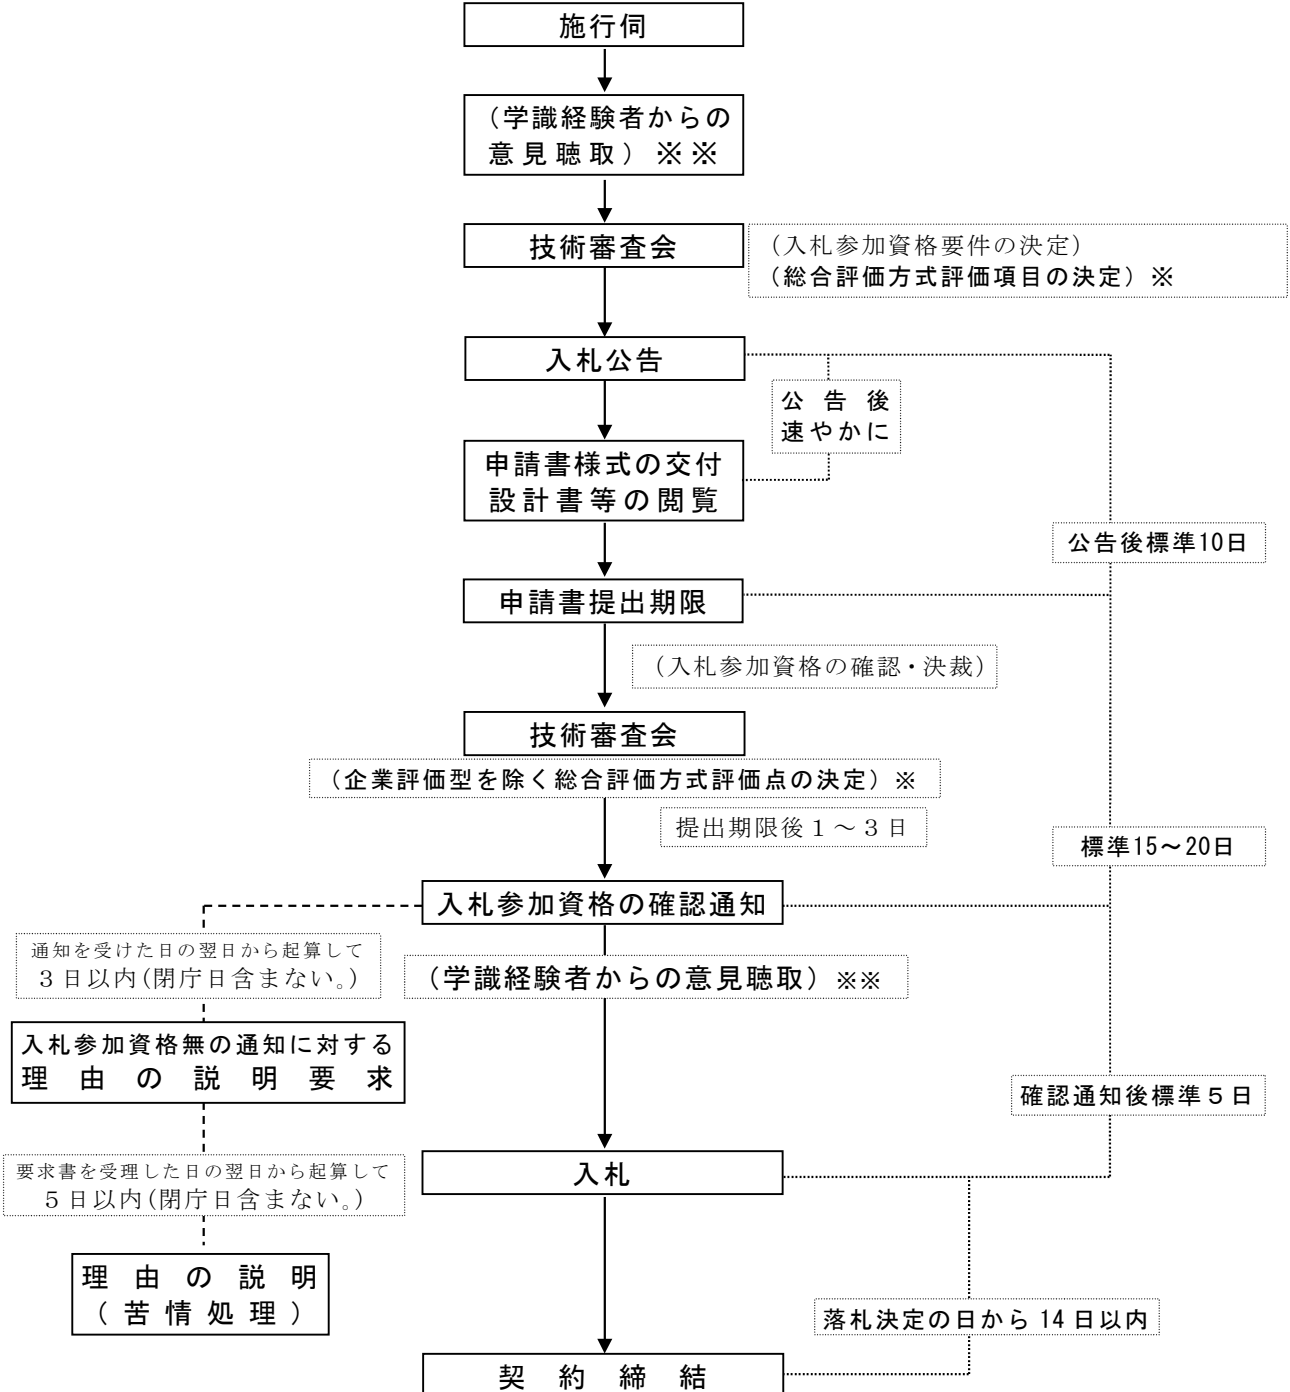 施行伺
（学識経験者からの
意見聴取）※※
技術審査会
（入札参加資格要件の決定）
（総合評価方式評価項目の決定）※
入札公告
公告後
速やかに
申請書様式の交付
設計書等の閲覧
公告後標準10日
申請書提出期限
（入札参加資格の確認・決裁）
技術審査会
（企業評価型を除く総合評価方式評価点の決定）※
提出期限後１～３日
標準15～20日
入札参加資格の確認通知
通知を受けた日の翌日から起算して
３日以内（閉庁日含まない。）
（学識経験者からの意見聴取）※※
入札参加資格無の通知に対する
理由の説明要求
確認通知後標準５日
入札
要求書を受理した日の翌日から起算して
５日以内（閉庁日含まない。）
理由の説明
（苦情処理）
落札決定の日から14日以内
契約締結